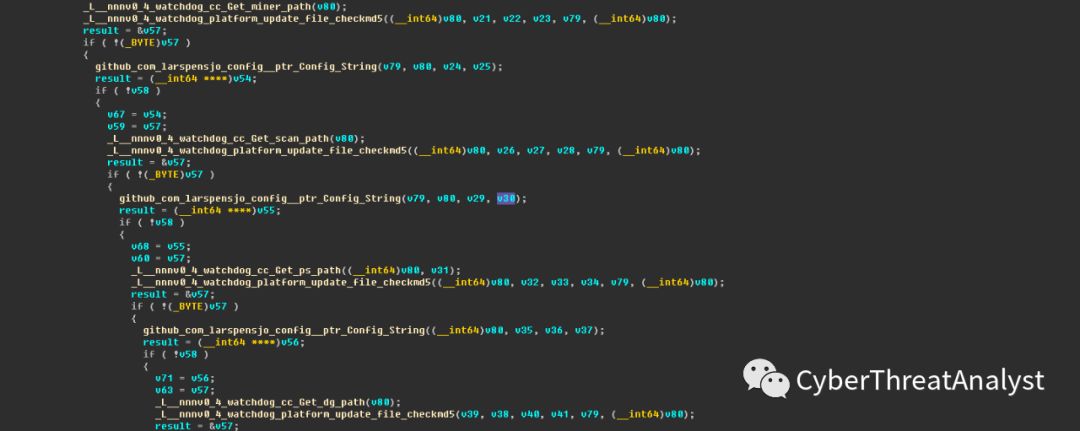 _L__nnnv0_4_watchdog_cc_Get_miner_path(v80);
_L__nnnv0_4_watchdog_platform_update_file_checkmd5((__int64)v80, v21, v22, v23, v79, (__int64)v80);
result = &v57;
if ( !(_BYTE)v57 )
{
github_com_larspensjo_config__ptr_Config_String(v79, v80, v24, v25);
result = (__int64 ****)v54;
if ( !v58 )
{
v67 = v54;
v59 = v57;
_L__nnnv0_4_watchdog_cc_Get_scan_path(v80);
_L__nnnv0_4_watchdog_platform_update_file_checkmd5((__int64)v80, v26, v27, v28, v79, (__int64)v80);
result = &v57;
if ( !(_BYTE)v57 )
{
github_com_larspensjo_config__ptr_Config_String(v79, v80, v29, v30);
result = (__int64 ****)v55;
if ( !v58 )
{
v68 = v55;
v60 = v57;
_L__nnnv0_4_watchdog_cc_Get_ps_path((__int64)v80, v31);
_L__nnnv0_4_watchdog_platform_update_file_checkmd5((__int64)v80, v32, v33, v34, v79, (__int64)v80);
result = &v57;
if ( !(_BYTE)v57 )
{
github_com_larspensjo_config__ptr_Config_String((__int64)v80, v35, v36, v37);
result = (__int64 ****)v56;
if ( !v58 )
{
v71 = v56;
v63 = v57;
_L__nnnv0_4_watchdog_cc_Get_dg_path(v80);
_L__nnnv0_4_watchdog_platform_update_file_checkmd5(v39, v38, v40, v41, v79, (__int64)v80);
result = &v57;
CyberThreatAnalyst